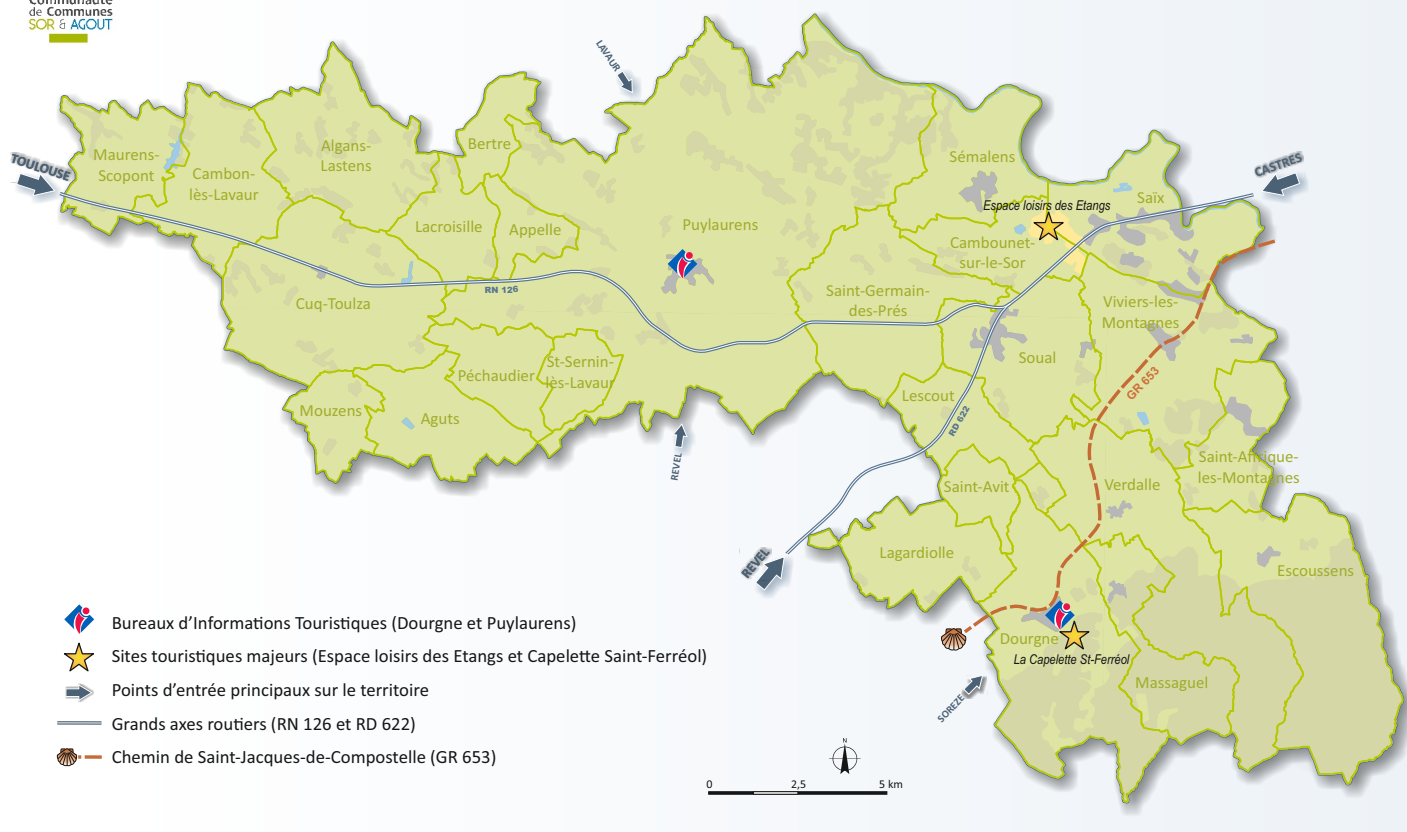 Communauté
de Communes
SOR & AGOUT
LAVAUR
TOULOUSE
Maurens-
Scopont
Cambon-
lès-Lavaur
Algans-
Lastens
Bertre
Lacroisille
Appelle
Puylaurens
Sémalens
Espace loisirs des Etangs
Saïx
CASTRES
Cambounet-
sur-le-Sor
Cuq-Toulza
RN 126
Saint-Germain-
des-Prés
Viviers-les-
Montagnes
Soual
Péchaudier
St-Sernin-
lès-Lavaur
GR 653
Lescout
RD 622
Mouzens
Aguts
REVEL
Saint-Affrique-
les-Montagnes
Saint-Avit
Verdalle
Lagardiolle
REVEL
Escoussens
Dourgne
La Capelette St-Ferréol
Massaguel
SOREZE
Bureaux d'Informations Touristiques (Dourgne et Puylaurens)
Sites touristiques majeurs (Espace loisirs des Etangs et Capelette Saint-Ferréol)
Points d'entrée principaux sur le territoire
Grands axes routiers (RN 126 et RD 622)
Chemin de Saint-Jacques-de-Compostelle (GR 653)
N
0 2,5 5 km